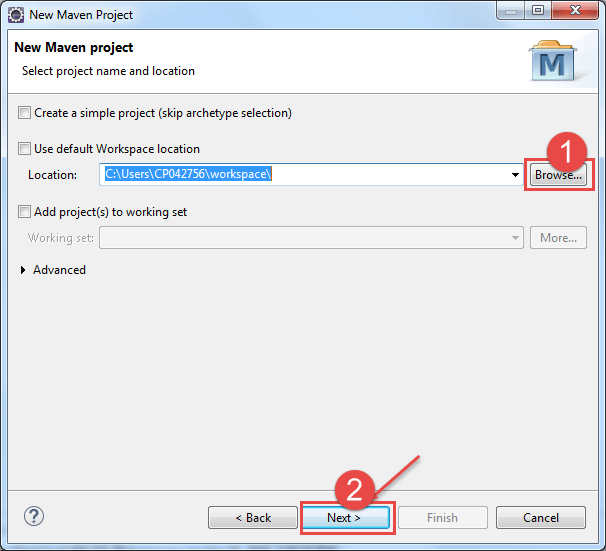 New Maven Project
New Maven project
Select project name and location
M
Create a simple project (skip archetype selection)
Use default Workspace location
1
Location: C:\Users\CP042756\workspace\ Browse...
Add project(s) to working set
Working set: More...
Advanced
2
? < Back Next > Finish Cancel